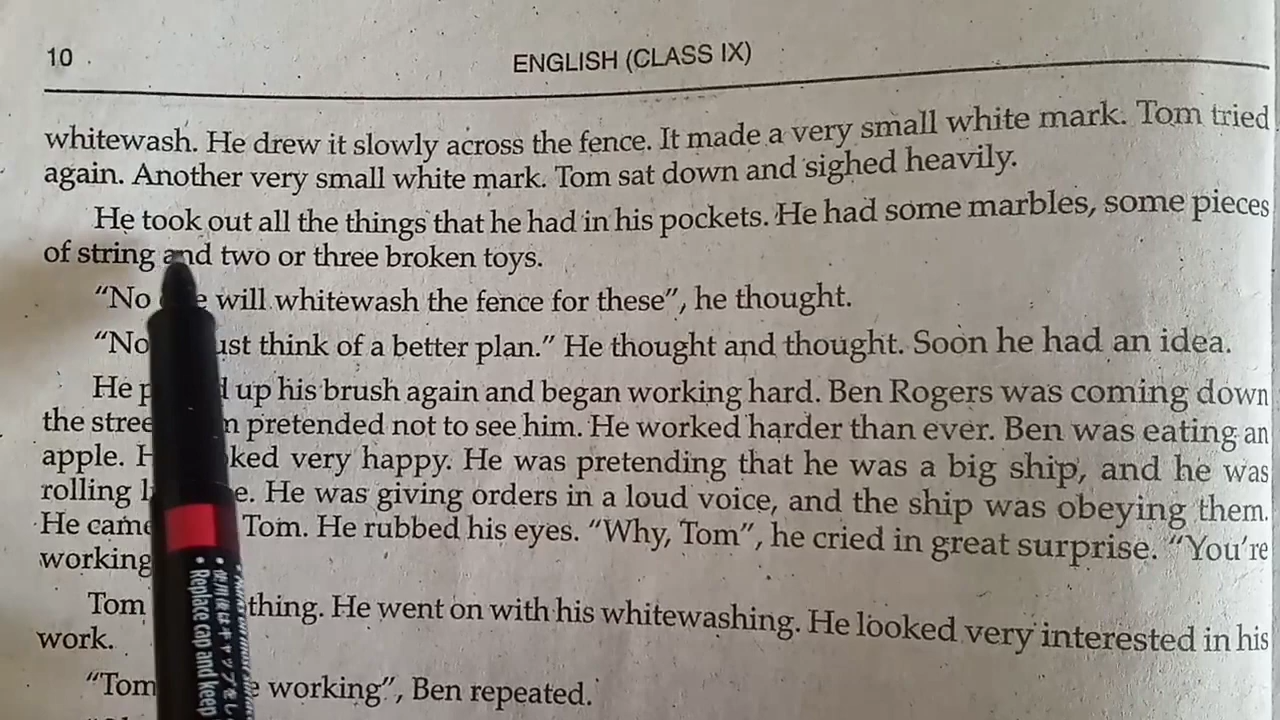 10
ENGLISH (CLASS IX)
whitewash. He drew it slowly across the fence. It made a very small white mark. Tom tried
again. Another very small white mark. Tom sat down and sighed heavily.
He took out all the things that he had in his pockets. He had some marbles, some pieces
of string and two or three broken toys.
"No will whitewash the fence for these", he thought.
"No think of a better plan." He thought and thought. Soon he had an idea.
He up his brush again and began working hard. Ben Rogers was coming down
the pretended not to see him. He worked harder than ever. Ben was eating an
apple. very happy. He was pretending that he was a big ship, and he was
rolling He was giving orders in a loud voice, and the ship was obeying them.
He came Tom. He rubbed his eyes. "Why, Tom", he cried in great surprise. "You're
working
Tom He went on with his whitewashing. He looked very interested in his
work.
"Tom working", Ben repeated.
• Replace cap and keep